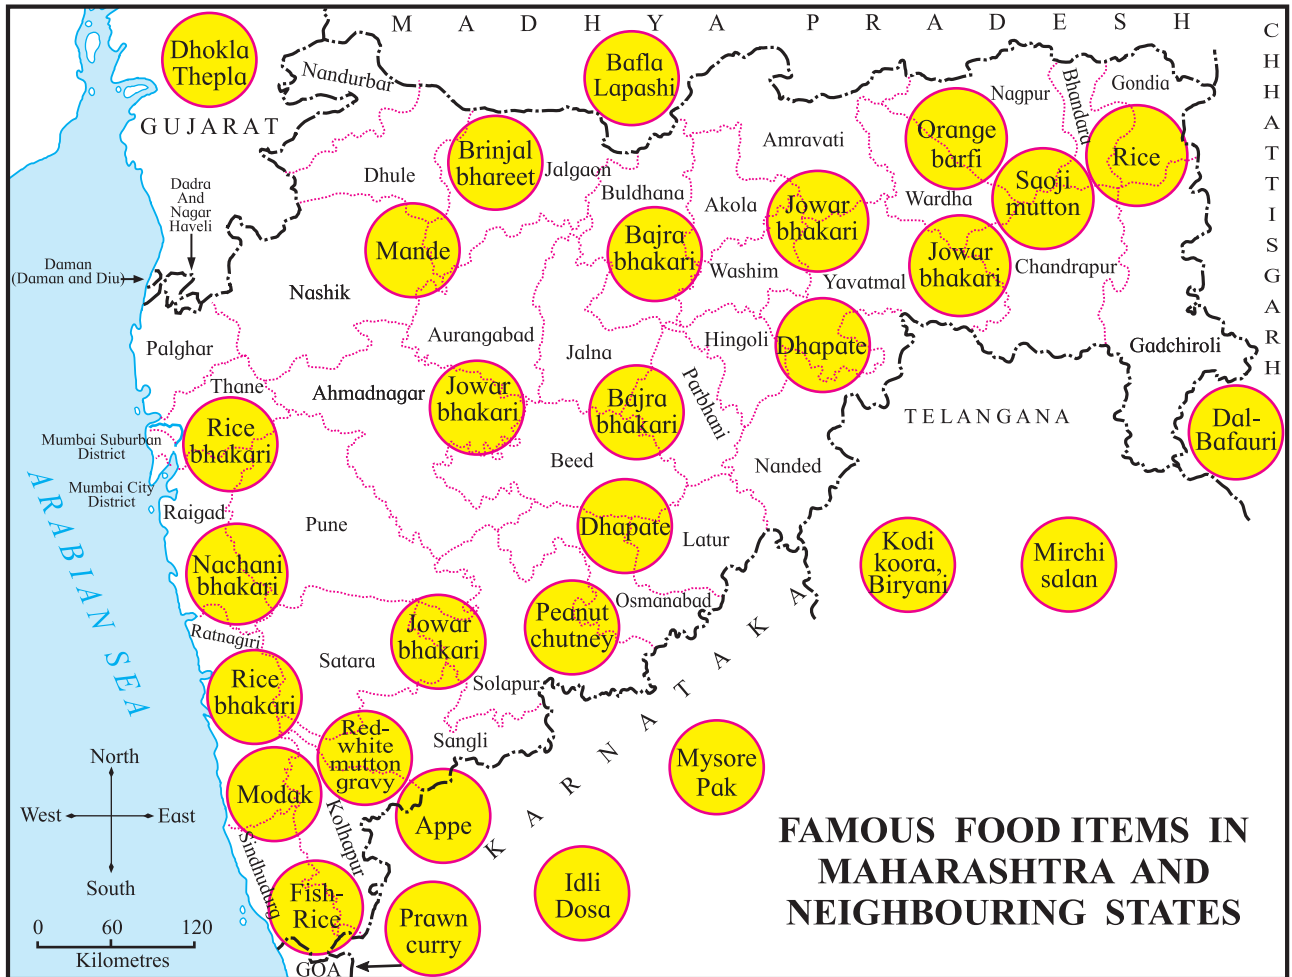 M A D H Y A P R A D E S H
CHHATTISGARH
Dhokla
Thepla
Nandurbar
Bafla
Lapashi
Bhandara
Gondia
Nagpur
GUJARAT
Orange
barfi
Amravati
Brinjal
bhareet
Jalgaon
Rice
Dhule
Saoji
mutton
Dadra
And
Nagar
Haveli
Buldhana
Akola
Jowar
bhakari
Wardha
Mande
Bajra
bhakari
Jowar
bhakari
Daman
(Daman and Diu)
Washim
Chandrapur
Yavatmal
Nashik
Aurangabad
Hingoli
Dhapate
Palghar
Jalna
Gadchiroli
Thane
Ahmadnagar
Jowar
bhakari
Bajra
bhakari
Parbhani
TELANGANA
Dal-
Bafauri
Rice
bhakari
Mumbai Suburban
District
Beed
Nanded
Mumbai City
District
ARABIAN SEA
Raigad
Pune
Dhapate
Latur
Kodi
koora,
Biryani
Mirchi
salan
Nachani
bhakari
Osmanabad
Peanut
chutney
Jowar
bhakari
Ratnagiri
Satara
Rice
bhakari
Solapur
KARNATAKA
Red-
white
mutton
gravy
Sangli
Mysore
Pak
North
West
East
South
Modak
Appe
Kolhapur
Sindhudurg
FAMOUS FOOD ITEMS IN
MAHARASHTRA AND
NEIGHBOURING STATES
Idli
Dosa
Fish-
Rice
Prawn
curry
0 60 120
Kilometres
GOA